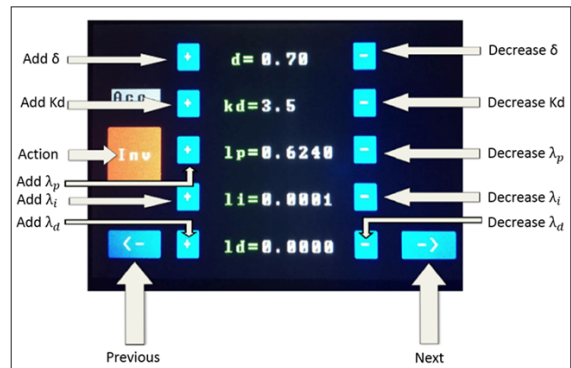 Add δ + d= 0.70 - Decrease δ
Acq
Add Kd + kd=3.5 - Decrease Kd
Action Inv + lp=0.6240 - Decrease λp
Add λp
Add λi + li=0.0001 - Decrease λi
Add λd <- + ld=0.0000 - -> Decrease λd
Previous Next